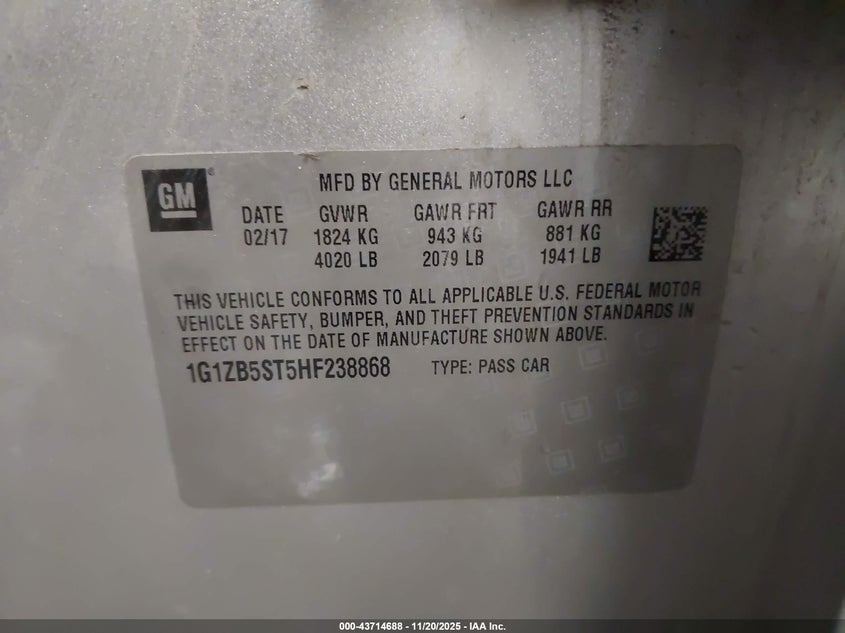 GM
MFD BY GENERAL MOTORS LLC
DATE GVWR GAWR FRT GAWR RR
02/17 1824 KG 943 KG 881 KG
4020 LB 2079 LB 1941 LB
THIS VEHICLE CONFORMS TO ALL APPLICABLE U.S. FEDERAL MOTOR
VEHICLE SAFETY, BUMPER, AND THEFT PREVENTION STANDARDS IN
EFFECT ON THE DATE OF MANUFACTURE SHOWN ABOVE.
1G1ZB5ST5HF238868 TYPE: PASS CAR
000-43714688 - 11/20/2025 - IAA Inc.